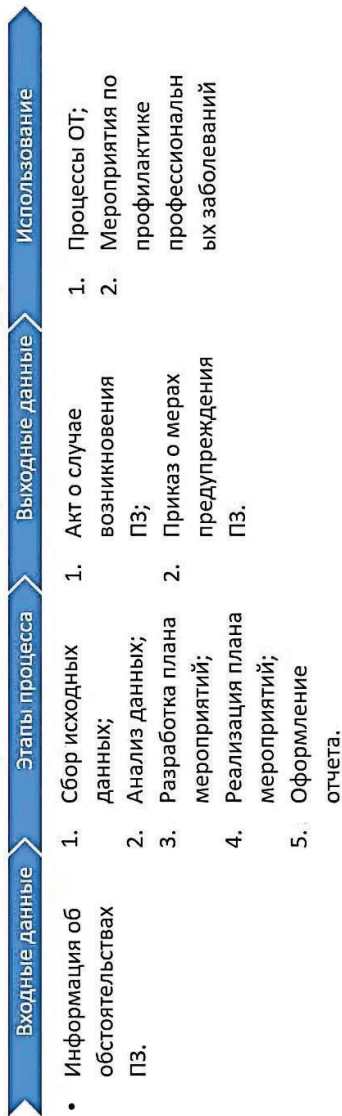 Входные данные
• Информация об
обстоятельствах
ПЗ.
Этапы процесса
1. Сбор исходных
данных;
2. Анализ данных;
3. Разработка плана
мероприятий;
4. Реализация плана
мероприятий;
5. Оформление
отчета.
Выходные данные
1. Акт о случае
возникновения
ПЗ;
2. Приказ о мерах
предупреждения
ПЗ.
Использование
1. Процессы ОТ;
2. Мероприятия по
профилактике
профессиональн
ых заболеваний